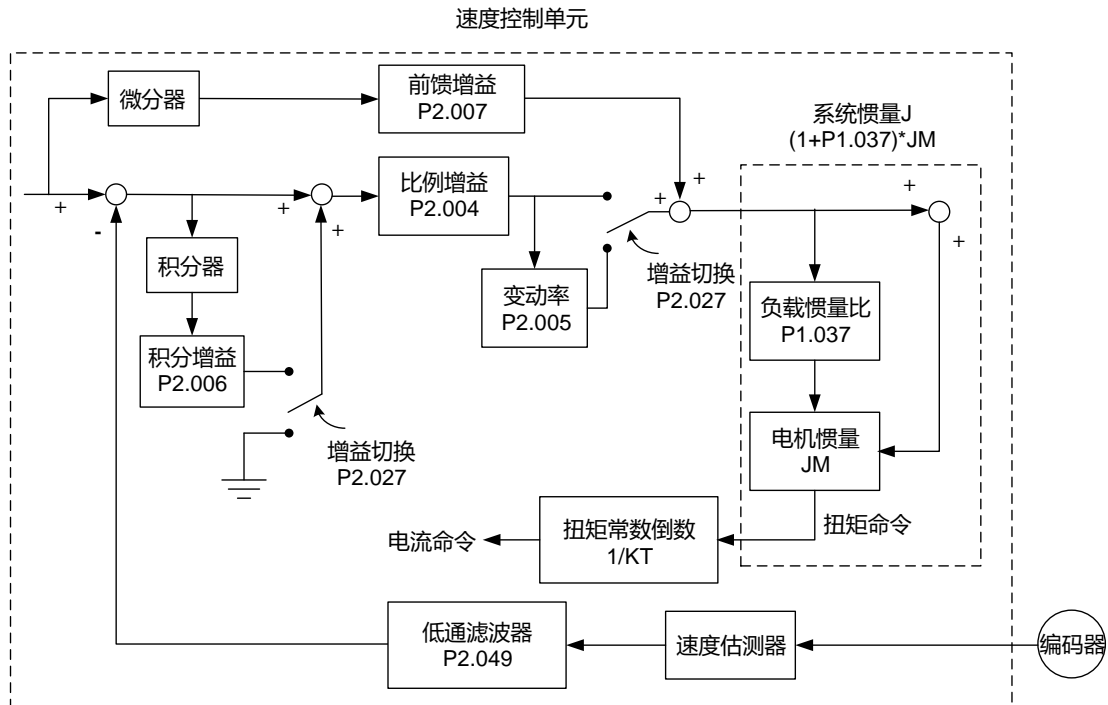 速度控制单元
微分器
前馈增益
P2.007
系统惯量J
(1+P1.037)*JM
+
-
+
+
比例增益
P2.004
+
+
+
+
积分器
变动率
P2.005
增益切换
P2.027
负载惯量比
P1.037
积分增益
P2.006
增益切换
P2.027
电机惯量
JM
电流命令
扭矩常数倒数
1/KT
扭矩命令
低通滤波器
P2.049
速度估测器
编码器